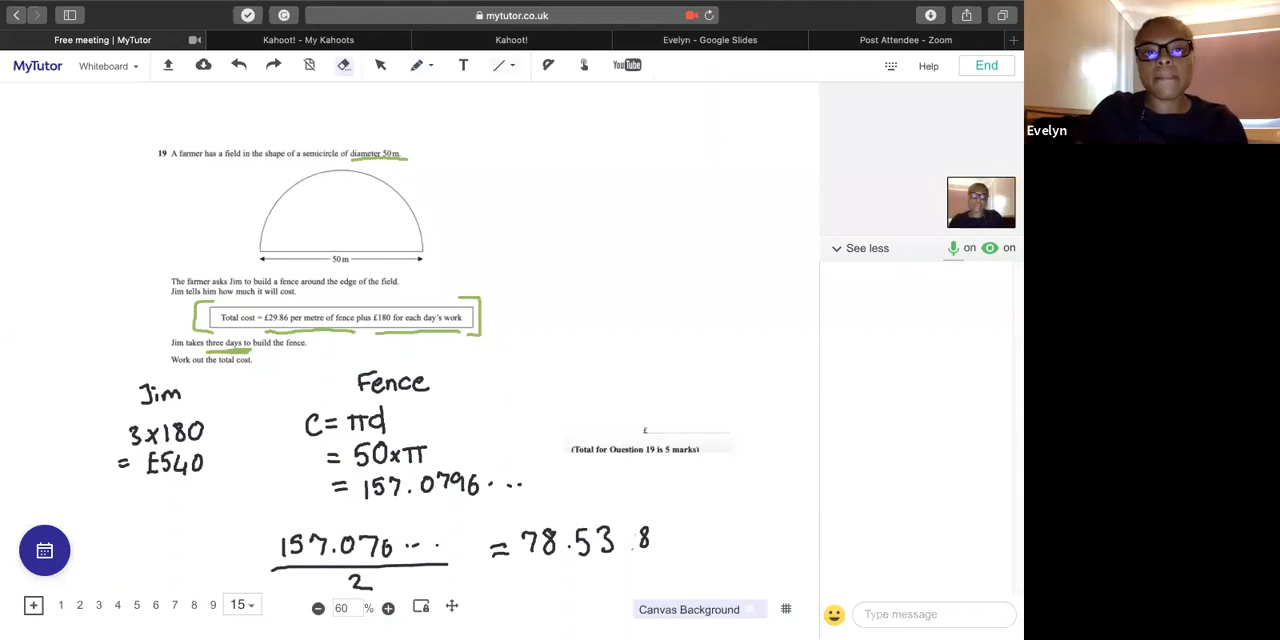 mytutor.co.uk
Free meeting | MyTutor
Kahoot! - My Kahoots
Kahoot!
Evelyn - Google Slides
Post Attendee - Zoom
MyTutor
Whiteboard
T
YouTube
Help
End
Evelyn
19 A farmer has a field in the shape of a semicircle of diameter 50 m.
50 m
The farmer asks Jim to build a fence around the edge of the field.
Jim tells him how much it will cost.
Total cost = £29.86 per metre of fence plus £180 for each day's work
Jim takes three days to build the fence.
Work out the total cost.
£
(Total for Question 19 is 5 marks)
Jim
3×180
= £540
Fence
C = πd
= 50×π
= 157.0796...
157.076...
2
= 78.53 8
See less
on
on
1 2 3 4 5 6 7 8 9 15
60 %
Canvas Background
Type message